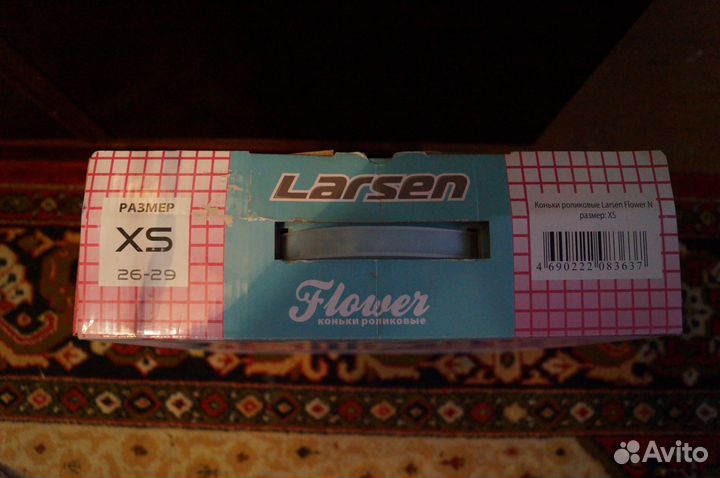 РАЗМЕР
XS
26-29
Larsen
Flower
коньки роликовые
Коньки роликовые Larsen Flower N
размер: XS
4 690222 083637
Avito